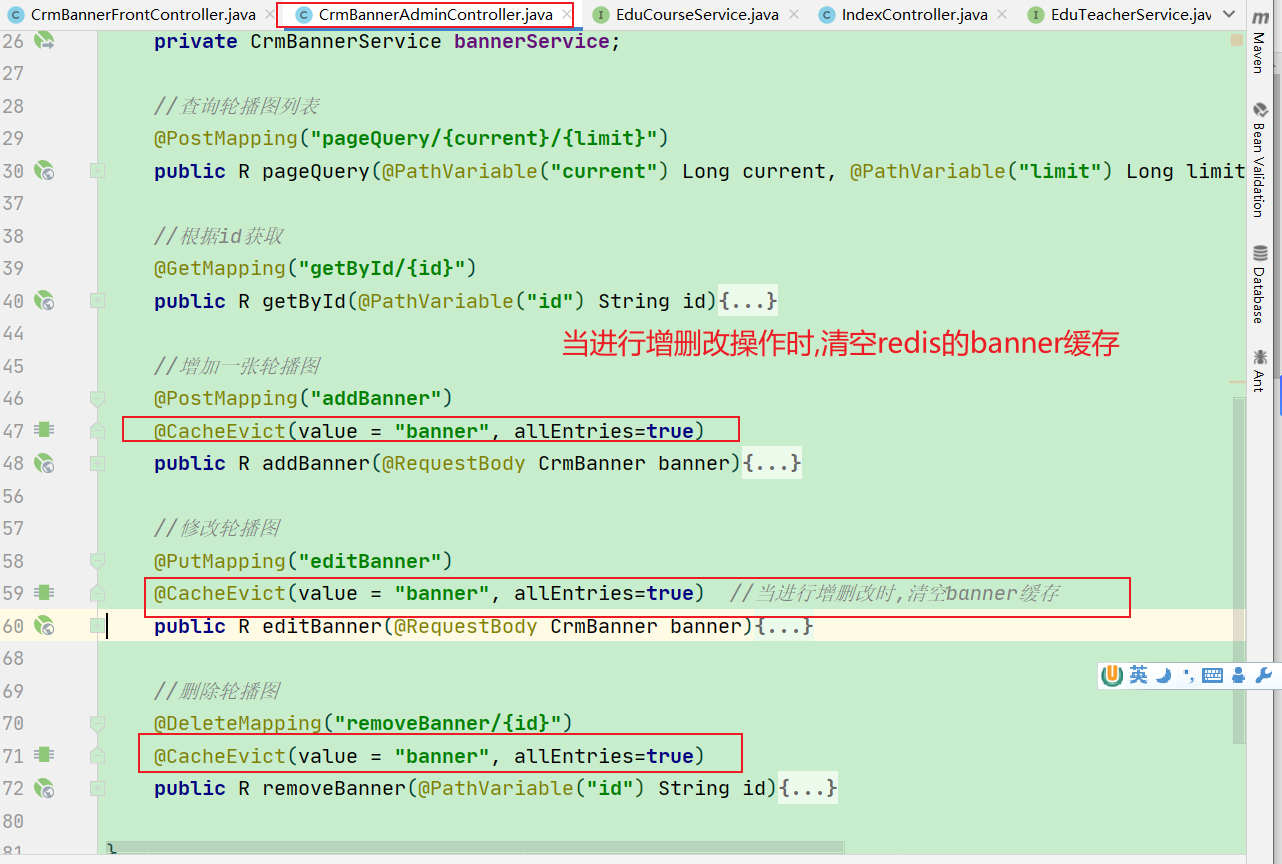 CrmBannerFrontController.java × CrmBannerAdminController.java × EduCourseService.java × IndexController.java × EduTeacherService.jav
26 private CrmBannerService bannerService;
27
28 //查询轮播图列表
29 @PostMapping("pageQuery/{current}/{limit}")
30 public R pageQuery(@PathVariable("current") Long current, @PathVariable("limit") Long limit
37
38 //根据id获取
39 @GetMapping("getById/{id}")
40 public R getById(@PathVariable("id") String id){...}
44
当进行增删改操作时,清空redis的banner缓存
45 //增加一张轮播图
46 @PostMapping("addBanner")
47 @CacheEvict(value = "banner", allEntries=true)
48 public R addBanner(@RequestBody CrmBanner banner){...}
56
57 //修改轮播图
58 @PutMapping("editBanner")
59 @CacheEvict(value = "banner", allEntries=true) //当进行增删改时,清空banner缓存
60 public R editBanner(@RequestBody CrmBanner banner){...}
68
69 //删除轮播图
70 @DeleteMapping("removeBanner/{id}")
71 @CacheEvict(value = "banner", allEntries=true)
72 public R removeBanner(@PathVariable("id") String id){...}
80
81 }
m
Maven
Bean Validation
Database
Ant
英